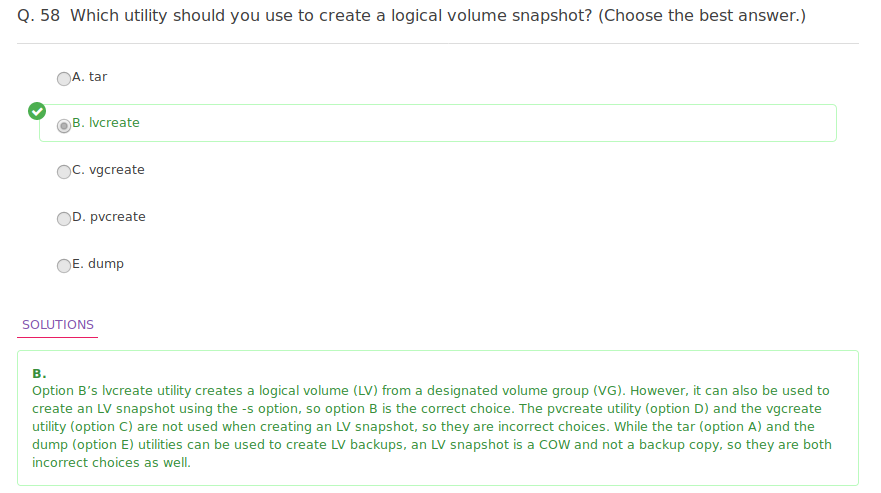 Q. 58 Which utility should you use to create a logical volume snapshot? (Choose the best answer.)
A. tar
B. lvcreate
C. vgcreate
D. pvcreate
E. dump
SOLUTIONS
B.
Option B’s lvcreate utility creates a logical volume (LV) from a designated volume group (VG). However, it can also be used to
create an LV snapshot using the -s option, so option B is the correct choice. The pvcreate utility (option D) and the vgcreate
utility (option C) are not used when creating an LV snapshot, so they are incorrect choices. While the tar (option A) and the
dump (option E) utilities can be used to create LV backups, an LV snapshot is a COW and not a backup copy, so they are both
incorrect choices as well.